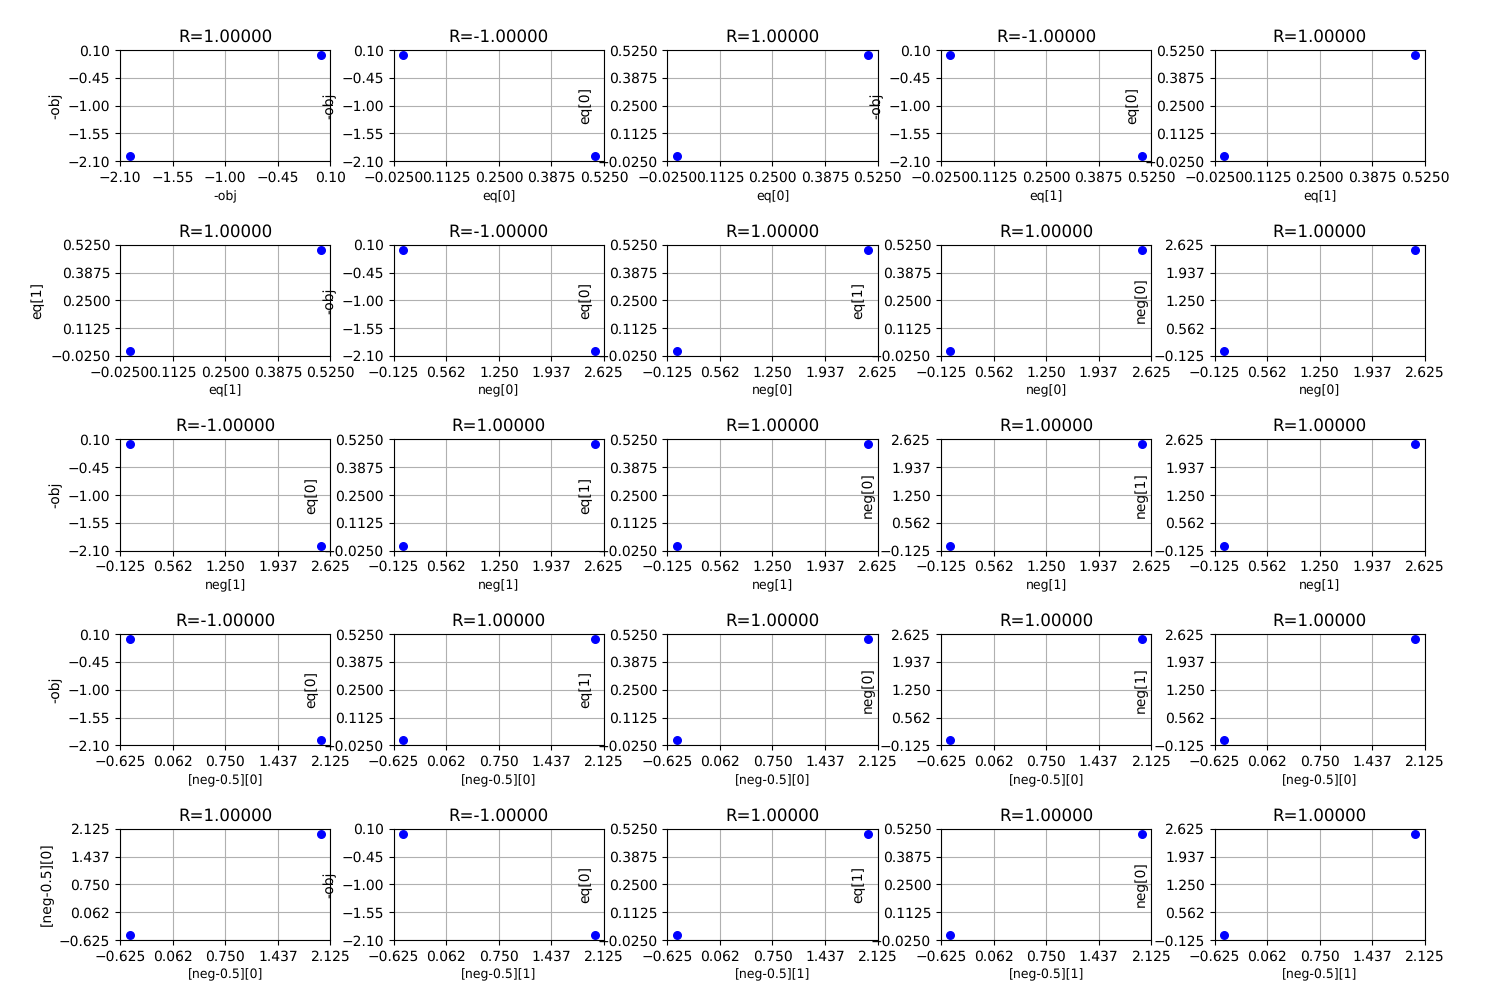 R=1.00000 R=-1.00000 R=1.00000 R=-1.00000 R=1.00000
0.10 0.10 0.5250 0.10 0.5250
−0.45 −0.45 0.3875 −0.45 0.3875
-obj -obj eq[0] -obj eq[0]
−1.00 −1.00 0.2500 −1.00 0.2500
−1.55 −1.55 0.1125 −1.55 0.1125
−2.10 −2.10 −0.0250 −2.10 −0.0250
−2.10 −1.55 −1.00 −0.45 0.10 −0.0250 0.1125 0.2500 0.3875 0.5250 −0.0250 0.1125 0.2500 0.3875 0.5250 −0.0250 0.1125 0.2500 0.3875 0.5250 −0.0250 0.1125 0.2500 0.3875 0.5250
-obj eq[0] eq[0] eq[1] eq[1]
R=1.00000 R=-1.00000 R=1.00000 R=1.00000 R=1.00000
0.5250 0.10 0.5250 0.5250 2.625
0.3875 −0.45 0.3875 0.3875 1.937
eq[1] -obj eq[0] eq[1] neg[0]
0.2500 −1.00 0.2500 0.2500 1.250
0.1125 −1.55 0.1125 0.1125 0.562
−0.0250 −2.10 −0.0250 −0.0250 −0.125
−0.0250 0.1125 0.2500 0.3875 0.5250 −0.125 0.562 1.250 1.937 2.625 −0.125 0.562 1.250 1.937 2.625 −0.125 0.562 1.250 1.937 2.625 −0.125 0.562 1.250 1.937 2.625
eq[1] neg[0] neg[0] neg[0] neg[0]
R=-1.00000 R=1.00000 R=1.00000 R=1.00000 R=1.00000
0.10 0.5250 0.5250 2.625 2.625
−0.45 0.3875 0.3875 1.937 1.937
-obj eq[0] eq[1] neg[0] neg[1]
−1.00 0.2500 0.2500 1.250 1.250
−1.55 0.1125 0.1125 0.562 0.562
−2.10 −0.0250 −0.0250 −0.125 −0.125
−0.125 0.562 1.250 1.937 2.625 −0.125 0.562 1.250 1.937 2.625 −0.125 0.562 1.250 1.937 2.625 −0.125 0.562 1.250 1.937 2.625 −0.125 0.562 1.250 1.937 2.625
neg[1] neg[1] neg[1] neg[1] neg[1]
R=-1.00000 R=1.00000 R=1.00000 R=1.00000 R=1.00000
0.10 0.5250 0.5250 2.625 2.625
−0.45 0.3875 0.3875 1.937 1.937
-obj eq[0] eq[1] neg[0] neg[1]
−1.00 0.2500 0.2500 1.250 1.250
−1.55 0.1125 0.1125 0.562 0.562
−2.10 −0.0250 −0.0250 −0.125 −0.125
−0.625 0.062 0.750 1.437 2.125 −0.625 0.062 0.750 1.437 2.125 −0.625 0.062 0.750 1.437 2.125 −0.625 0.062 0.750 1.437 2.125 −0.625 0.062 0.750 1.437 2.125
[neg-0.5][0] [neg-0.5][0] [neg-0.5][0] [neg-0.5][0] [neg-0.5][0]
R=1.00000 R=-1.00000 R=1.00000 R=1.00000 R=1.00000
2.125 0.10 0.5250 0.5250 2.625
1.437 −0.45 0.3875 0.3875 1.937
[neg-0.5][0] -obj eq[0] eq[1] neg[0]
0.750 −1.00 0.2500 0.2500 1.250
0.062 −1.55 0.1125 0.1125 0.562
−0.625 −2.10 −0.0250 −0.0250 −0.125
−0.625 0.062 0.750 1.437 2.125 −0.625 0.062 0.750 1.437 2.125 −0.625 0.062 0.750 1.437 2.125 −0.625 0.062 0.750 1.437 2.125 −0.625 0.062 0.750 1.437 2.125
[neg-0.5][0] [neg-0.5][1] [neg-0.5][1] [neg-0.5][1] [neg-0.5][1]